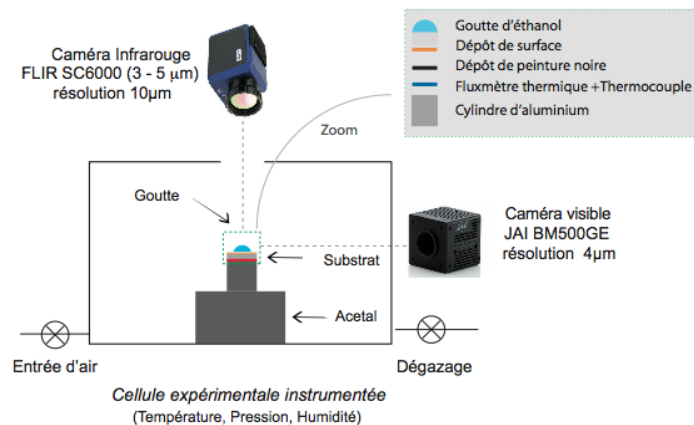 Caméra Infrarouge
FLIR SC6000 (3 - 5 μm)
résolution 10μm
Goutte d'éthanol
Dépôt de surface
Dépôt de peinture noire
Fluxmètre thermique +Thermocouple
Cylindre d'aluminium
Zoom
Goutte
Caméra visible
JAI BM500GE
résolution 4μm
Substrat
Acetal
Entrée d'air
Dégazage
Cellule expérimentale instrumentée
(Température, Pression, Humidité)